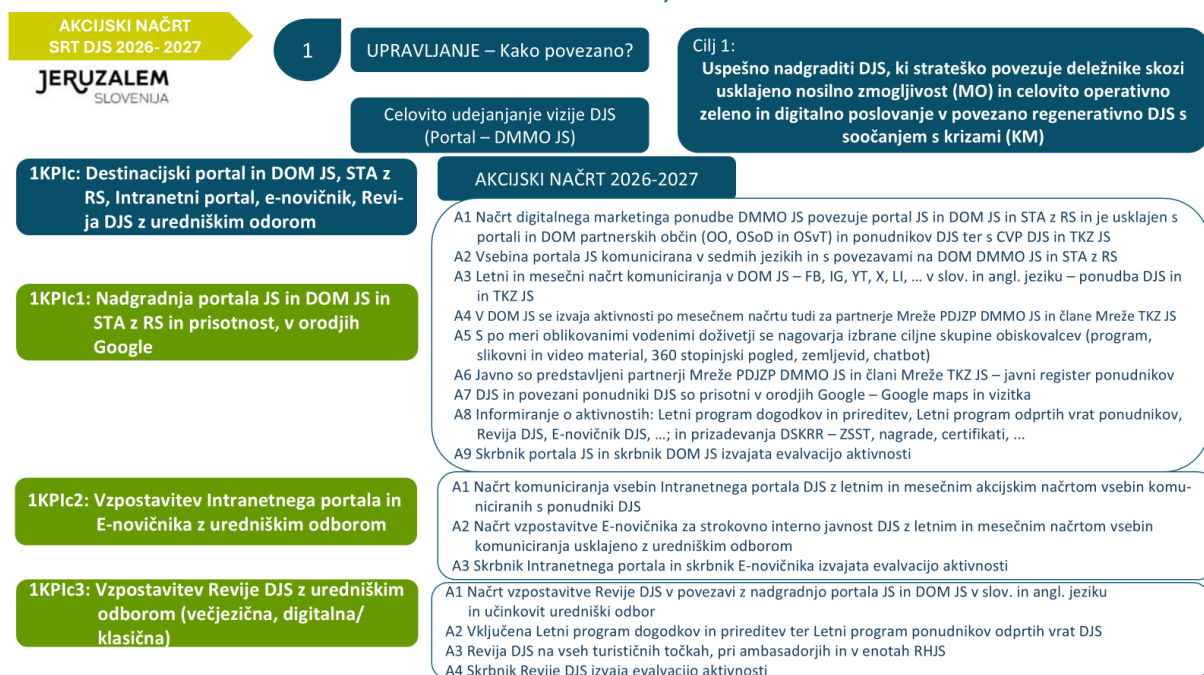 AKCIJSKI NAČRT
SRT DJS 2026- 2027
JERUZALEM
SLOVENIJA
1
UPRAVLJANJE – Kako povezano?
Celovito udejanjanje vizije DJS
(Portal – DMMO JS)
Cilj 1:
Uspešno nadgraditi DJS, ki strateško povezuje deležnike skozi
usklajeno nosilno zmogljivost (MO) in celovito operativno
zeleno in digitalno poslovanje v povezano regenerativno DJS s
soočanjem s krizami (KM)
1KPIc: Destinacijski portal in DOM JS, STA z
RS, Intranetni portal, e-novičnik, Revi-
ja DJS z uredniškim odorom
AKCIJSKI NAČRT 2026-2027
1KPIc1: Nadgradnja portala JS in DOM JS in
STA z RS in prisotnost, v orodjih
Google
A1 Načrt digitalnega marketinga ponudbe DMMO JS povezuje portal JS in DOM JS in STA z RS in je usklajen s
portali in DOM partnerskih občin (OO, OSoD in OSvT) in ponudnikov DJS ter s CVP DJS in TKZ JS
A2 Vsebina portala JS komunicirana v sedmih jezikih in s povezavami na DOM DMMO JS in STA z RS
A3 Letni in mesečni načrt komuniciranja v DOM JS – FB, IG, YT, X, LI, … v slov. in angl. jeziku – ponudba DJS in
in TKZ JS
A4 V DOM JS se izvaja aktivnosti po mesečnem načrtu tudi za partnerje Mreže PDJZP DMMO JS in člane Mreže TKZ JS
A5 S po meri oblikovanimi vodenimi doživetji se nagovarja izbrane ciljne skupine obiskovalcev (program,
slikovni in video material, 360 stopinjski pogled, zemljevid, chatbot)
A6 Javno so predstavljeni partnerji Mreže PDJZP DMMO JS in člani Mreže TKZ JS – javni register ponudnikov
A7 DJS in povezani ponudniki DJS so prisotni v orodjih Google – Google maps in vizitka
A8 Informiranje o aktivnostih: Letni program dogodkov in prireditev, Letni program odprtih vrat ponudnikov,
Revija DJS, E-novičnik DJS, …; in prizadevanja DSKRR – ZSST, nagrade, certifikati, ...
A9 Skrbnik portala JS in skrbnik DOM JS izvajata evalvacijo aktivnosti
1KPIc2: Vzpostavitev Intranetnega portala in
E-novičnika z uredniškim odborom
A1 Načrt komuniciranja vsebin Intranetnega portala DJS z letnim in mesečnim akcijskim načrtom vsebin komu-
niciranih s ponudniki DJS
A2 Načrt vzpostavitve E-novičnika za strokovno interno javnost DJS z letnim in mesečnim načrtom vsebin
komuniciranja usklajeno z uredniškim odborom
A3 Skrbnik Intranetnega portala in skrbnik E-novičnika izvajata evalvacijo aktivnosti
1KPIc3: Vzpostavitev Revije DJS z uredniškim
odborom (večjezična, digitalna/
klasična)
A1 Načrt vzpostavitve Revije DJS v povezavi z nadgradnjo portala JS in DOM JS v slov. in angl. jeziku
in učinkovit uredniški odbor
A2 Vključena Letni program dogodkov in prireditev ter Letni program ponudnikov odprtih vrat DJS
A3 Revija DJS na vseh turističnih točkah, pri ambasadorjih in v enotah RHJS
A4 Skrbnik Revije DJS izvaja evalvacijo aktivnosti